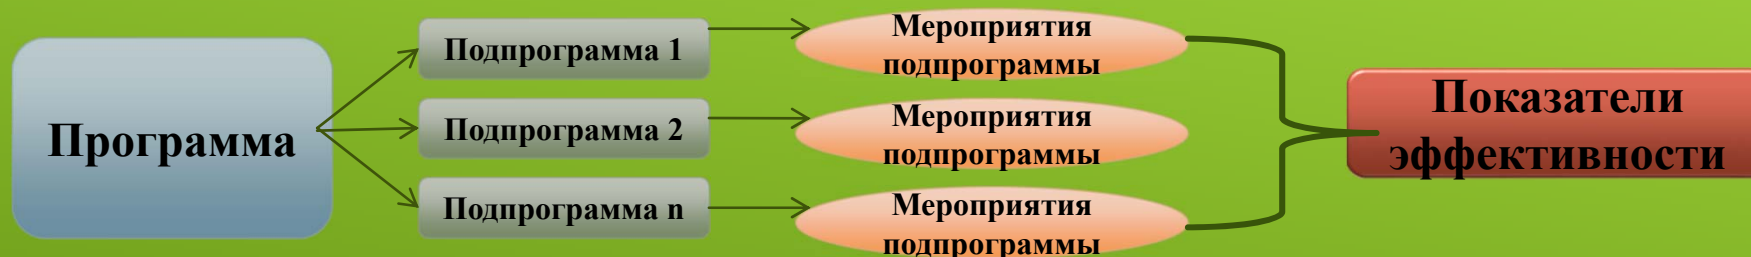 Программа
Подпрограмма 1
Мероприятия
подпрограммы
Подпрограмма 2
Мероприятия
подпрограммы
Подпрограмма n
Мероприятия
подпрограммы
Показатели
эффективности